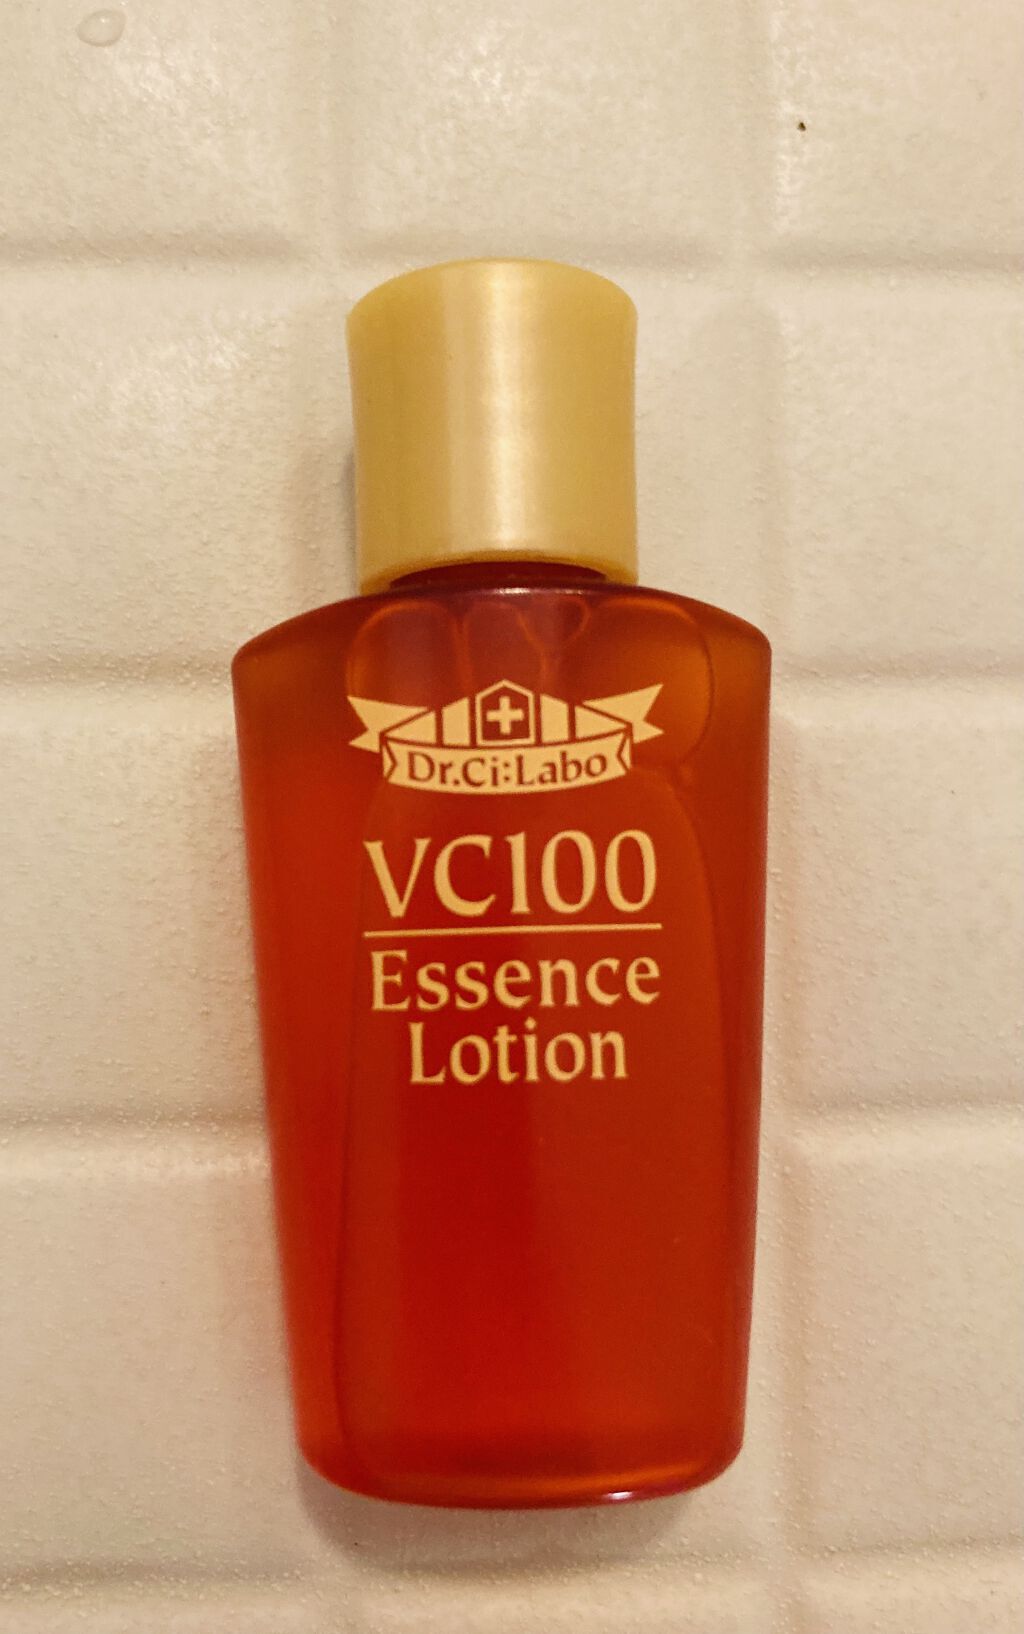 Dr.Ci:Labo
VC100
Essence
Lotion